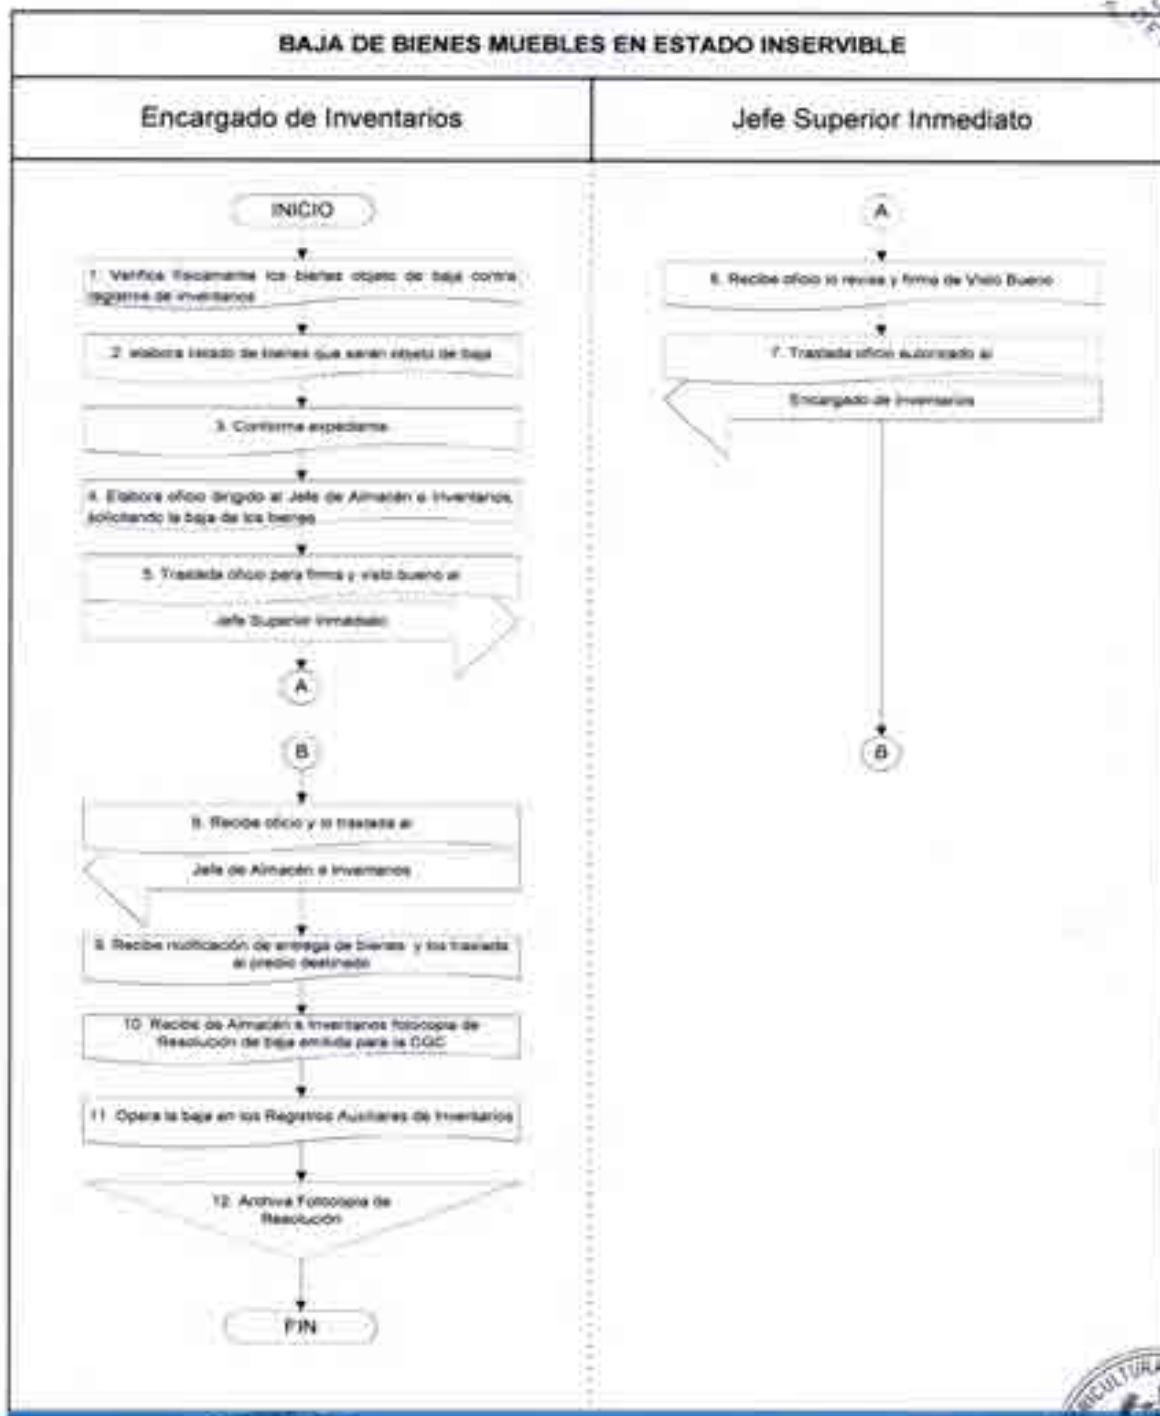 BAJA DE BIENES MUEBLES EN ESTADO INSERVIBLE
Encargado de Inventarios
Jefe Superior Inmediato
INICIO
1. Verifica físicamente los bienes objeto de baja contra
registros de inventarios
2. elabora listado de bienes que serán objeto de baja
3. Conforma expediente
4. Elabora oficio dirigido al Jefe de Almacén e Inventarios,
solicitando la baja de los bienes
5. Traslada oficio para firma y visto bueno al
Jefe Superior Inmediato
A
B
8. Recibe oficio y lo traslada al
Jefe de Almacén e Inventarios
9. Recibe notificación de entrega de bienes y los traslada
al predio destinado
10. Recibe de Almacén e Inventarios fotocopia de
Resolución de baja emitida para la CGC
11. Opera la baja en los Registros Auxiliares de Inventarios
12. Archiva Fotocopia de
Resolución
FIN
A
6. Recibe oficio lo revisa y firma de Visto Bueno
7. Traslada oficio autorizado al
Encargado de Inventarios
B